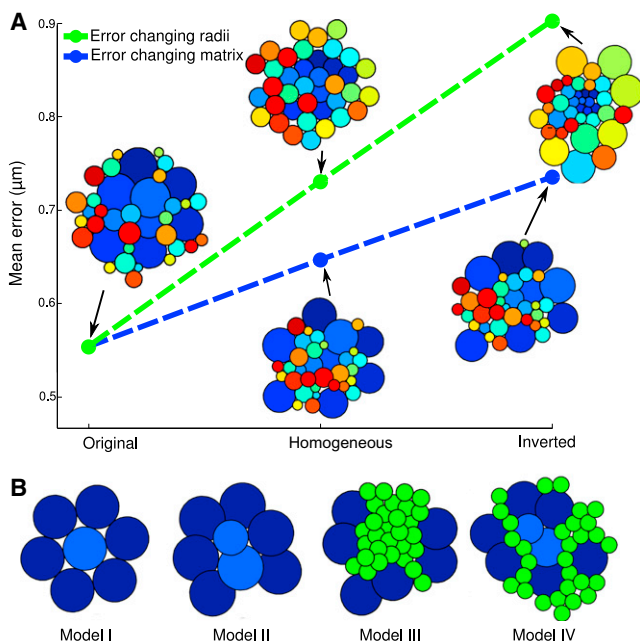 A
Error changing radii
Error changing matrix
Mean error (μm)
0.9
0.8
0.7
0.6
0.5
Original
Homogeneous
Inverted
B
Model I
Model II
Model III
Model IV